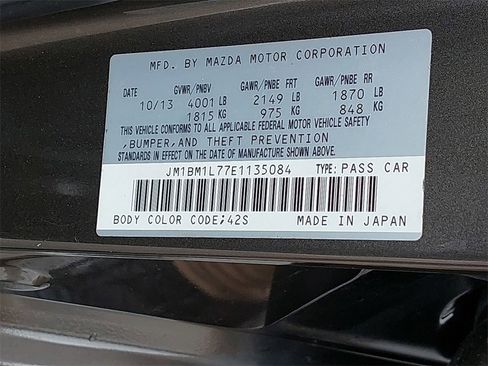 MFD. BY MAZDA MOTOR CORPORATION
DATE GVWR/PNBV GAWR/PNBE FRT GAWR/PNBE RR
10/13 4001 LB 2149 LB 1870 LB
1815 KG 975 KG 848 KG
THIS VEHICLE CONFORMS TO ALL APPLICABLE FEDERAL MOTOR VEHICLE SAFETY
,BUMPER,AND THEFT PREVENTION
STANDARDS IN EFFECT ON THE DATE OF MANUFACTURE SHOWN ABOVE.
JM1BM1L77E1135084 TYPE: PASS CAR
BODY COLOR CODE;42S MADE IN JAPAN